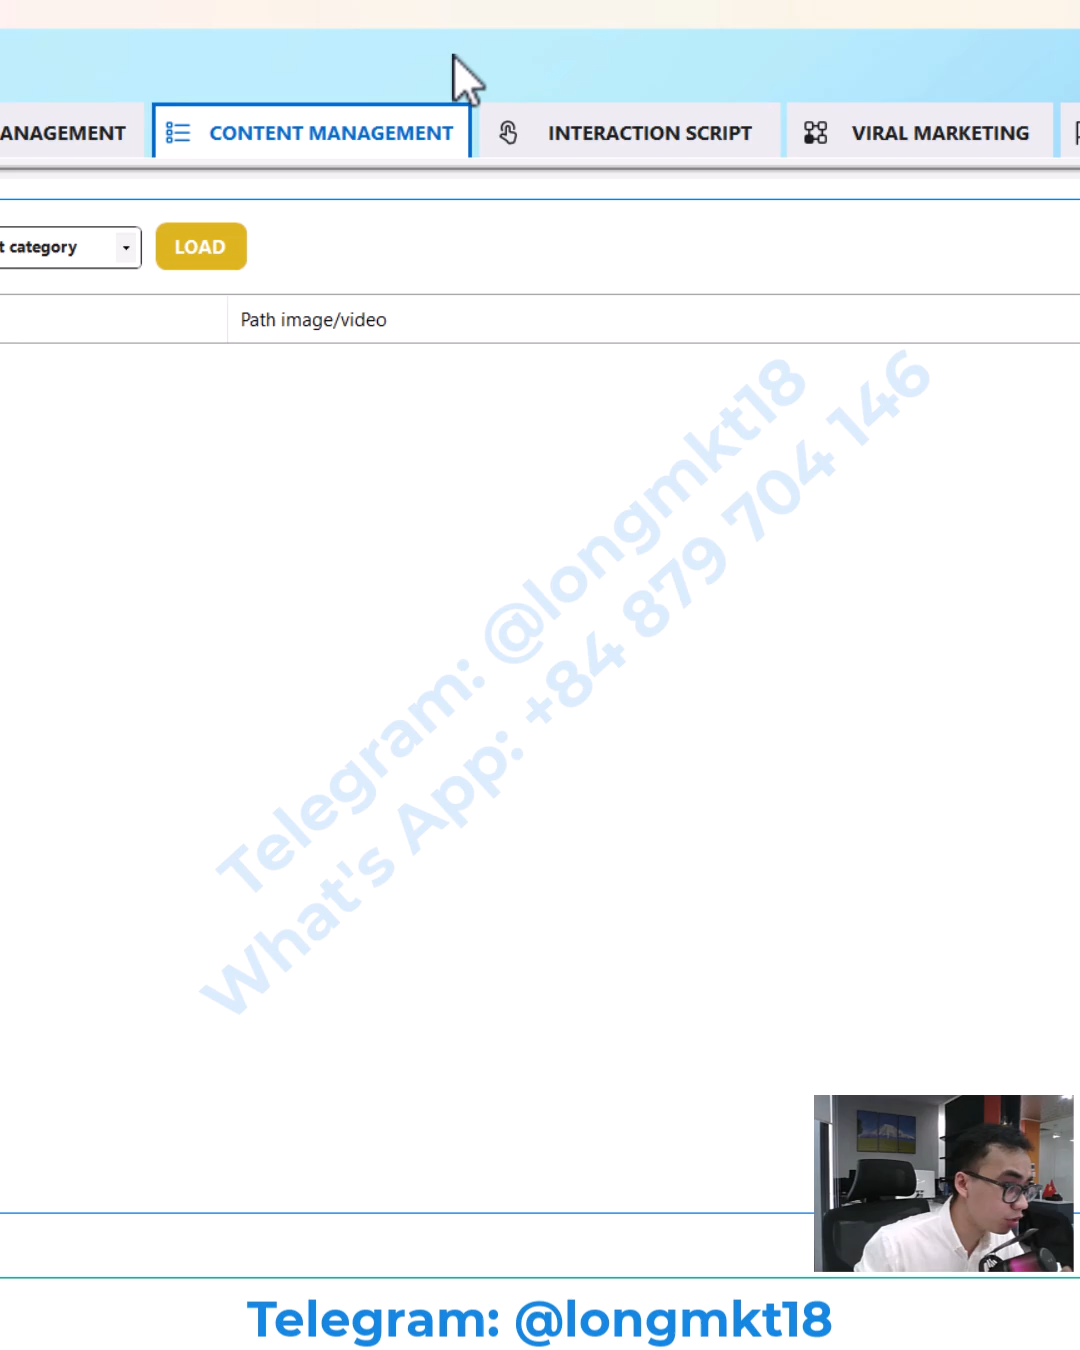 ANAGEMENT
CONTENT MANAGEMENT
INTERACTION SCRIPT
VIRAL MARKETING
t category
LOAD
Path image/video
Telegram: @longmkt18
What's App: +84 879 704 146
Telegram: @longmkt18